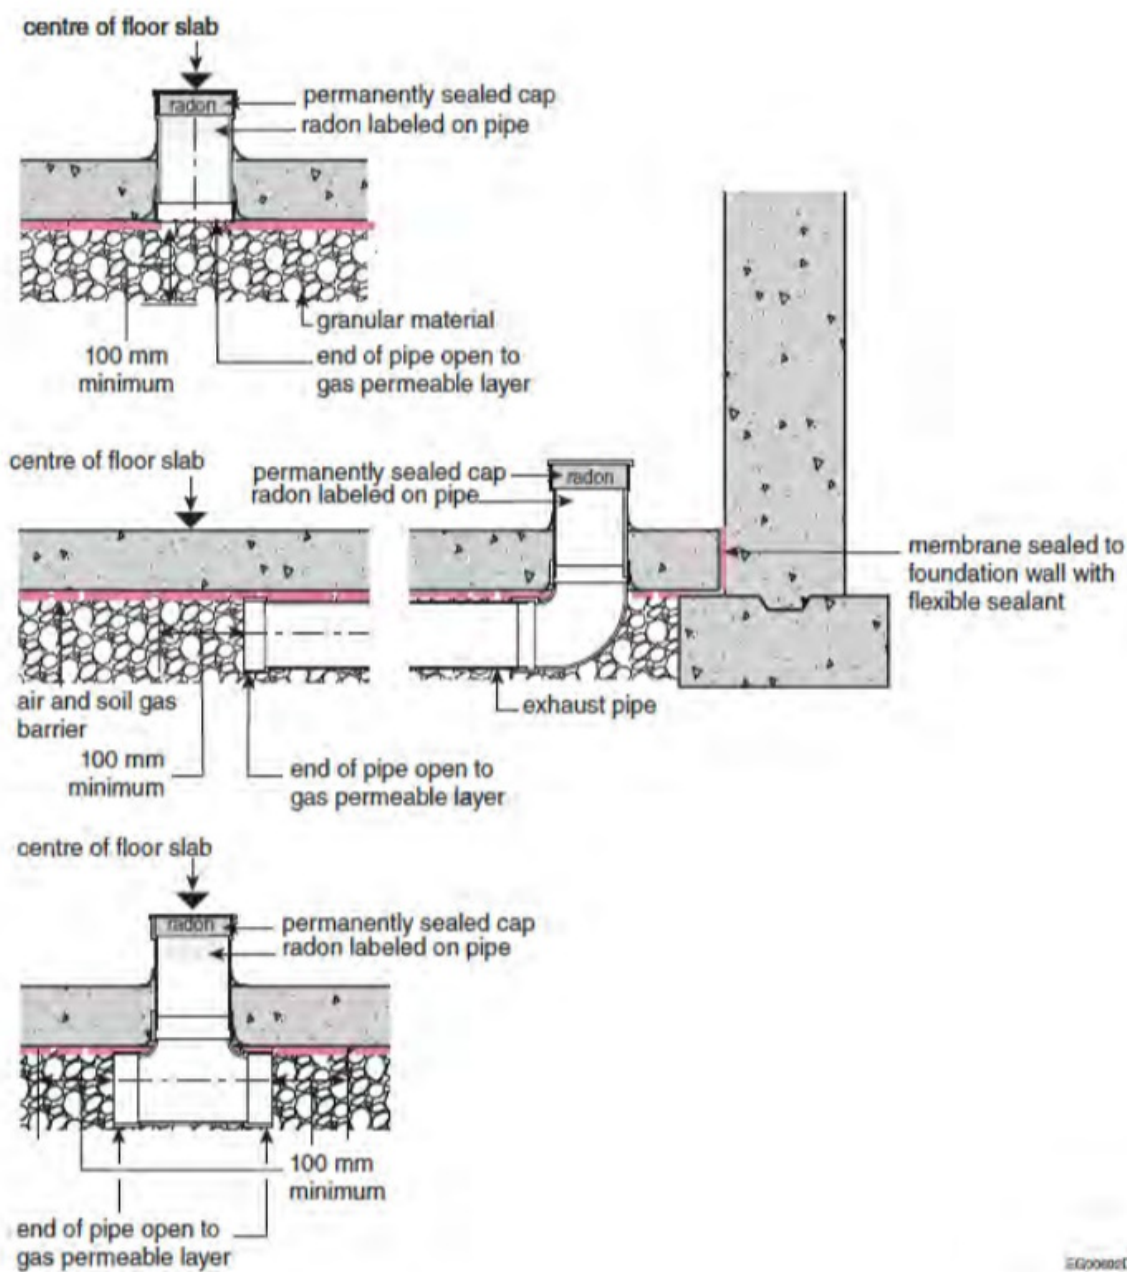 centre of floor slab
radon
permanently sealed cap
radon labeled on pipe
granular material
100 mm
minimum
end of pipe open to
gas permeable layer
centre of floor slab
permanently sealed cap
radon labeled on pipe
radon
membrane sealed to
foundation wall with
flexible sealant
air and soil gas
barrier
exhaust pipe
100 mm
minimum
end of pipe open to
gas permeable layer
centre of floor slab
radon
permanently sealed cap
radon labeled on pipe
100 mm
minimum
end of pipe open to
gas permeable layer